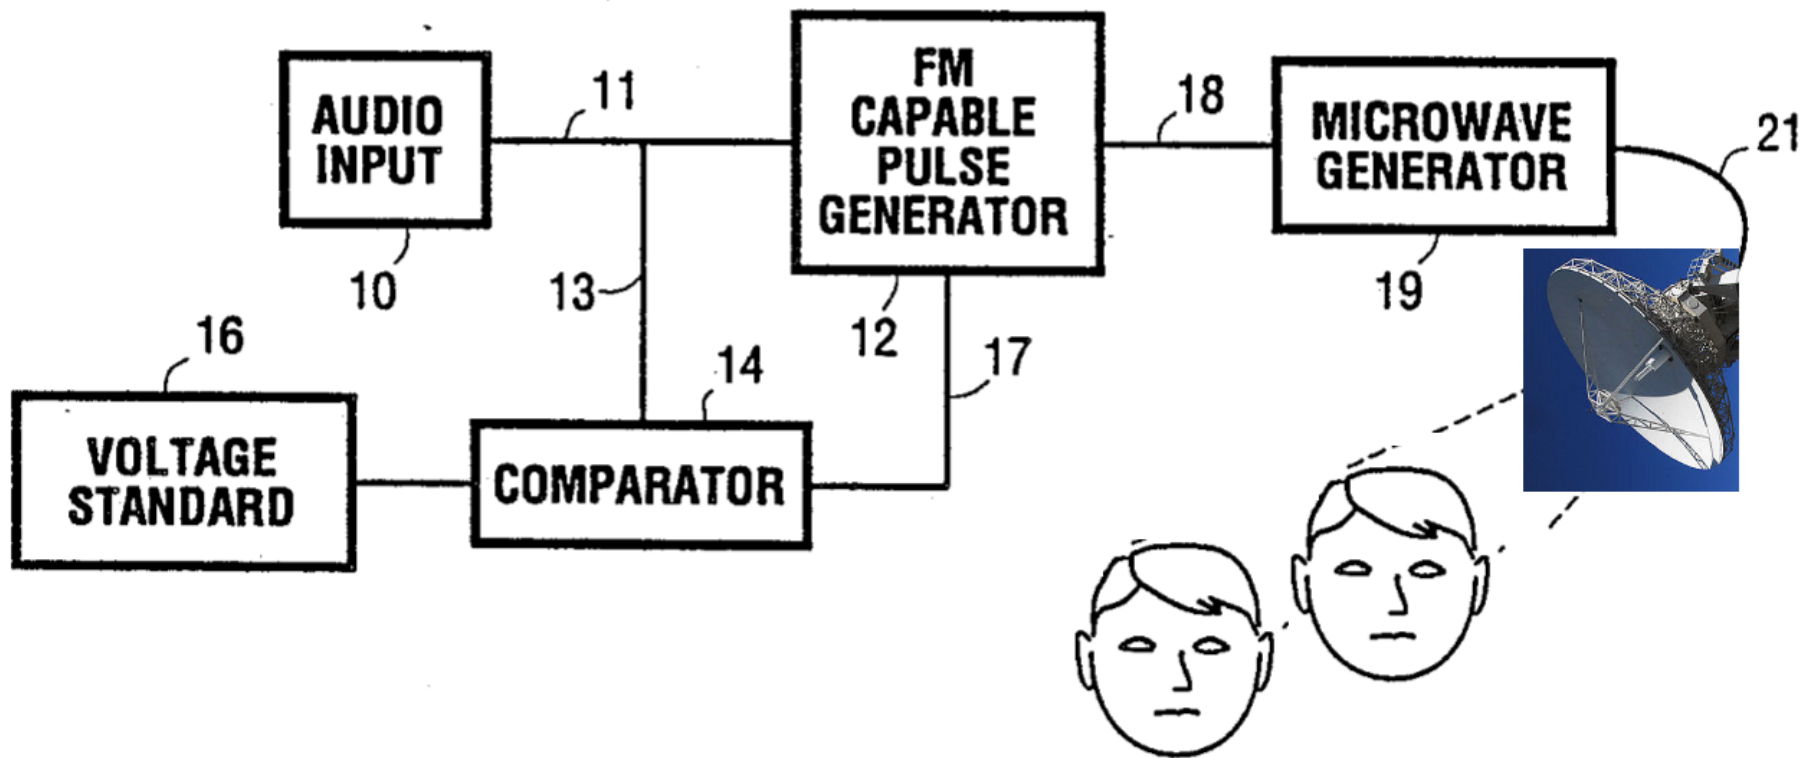 AUDIO
INPUT
10
11
FM
CAPABLE
PULSE
GENERATOR
12
18
MICROWAVE
GENERATOR
19
21
13
16
VOLTAGE
STANDARD
14
COMPARATOR
17